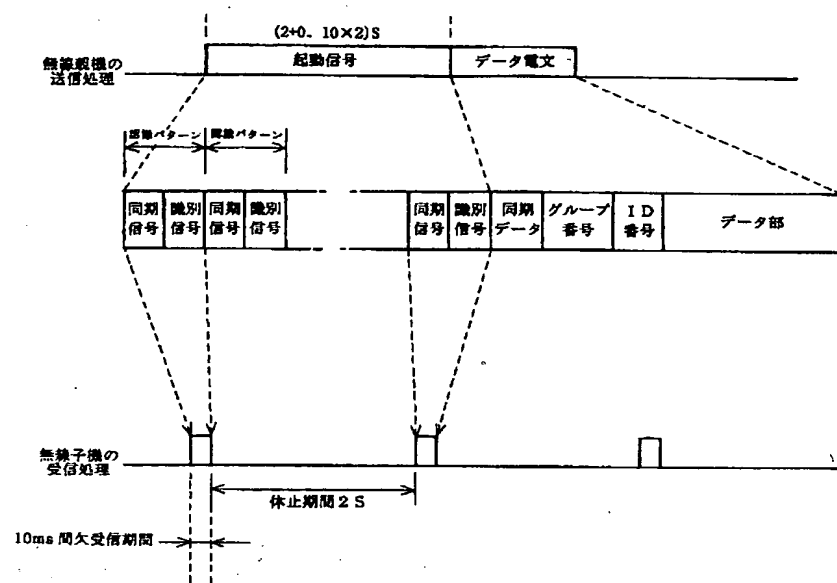 (2+0.10×2)S
無線親機の
送信処理
起動信号
データ電文
認識パターン
認識パターン
同期
信号
識別
信号
同期
信号
識別
信号
同期
信号
識別
信号
同期
データ
グループ
番号
ID
番号
データ部
無線子機の
受信処理
休止期間2S
10ms間欠受信期間